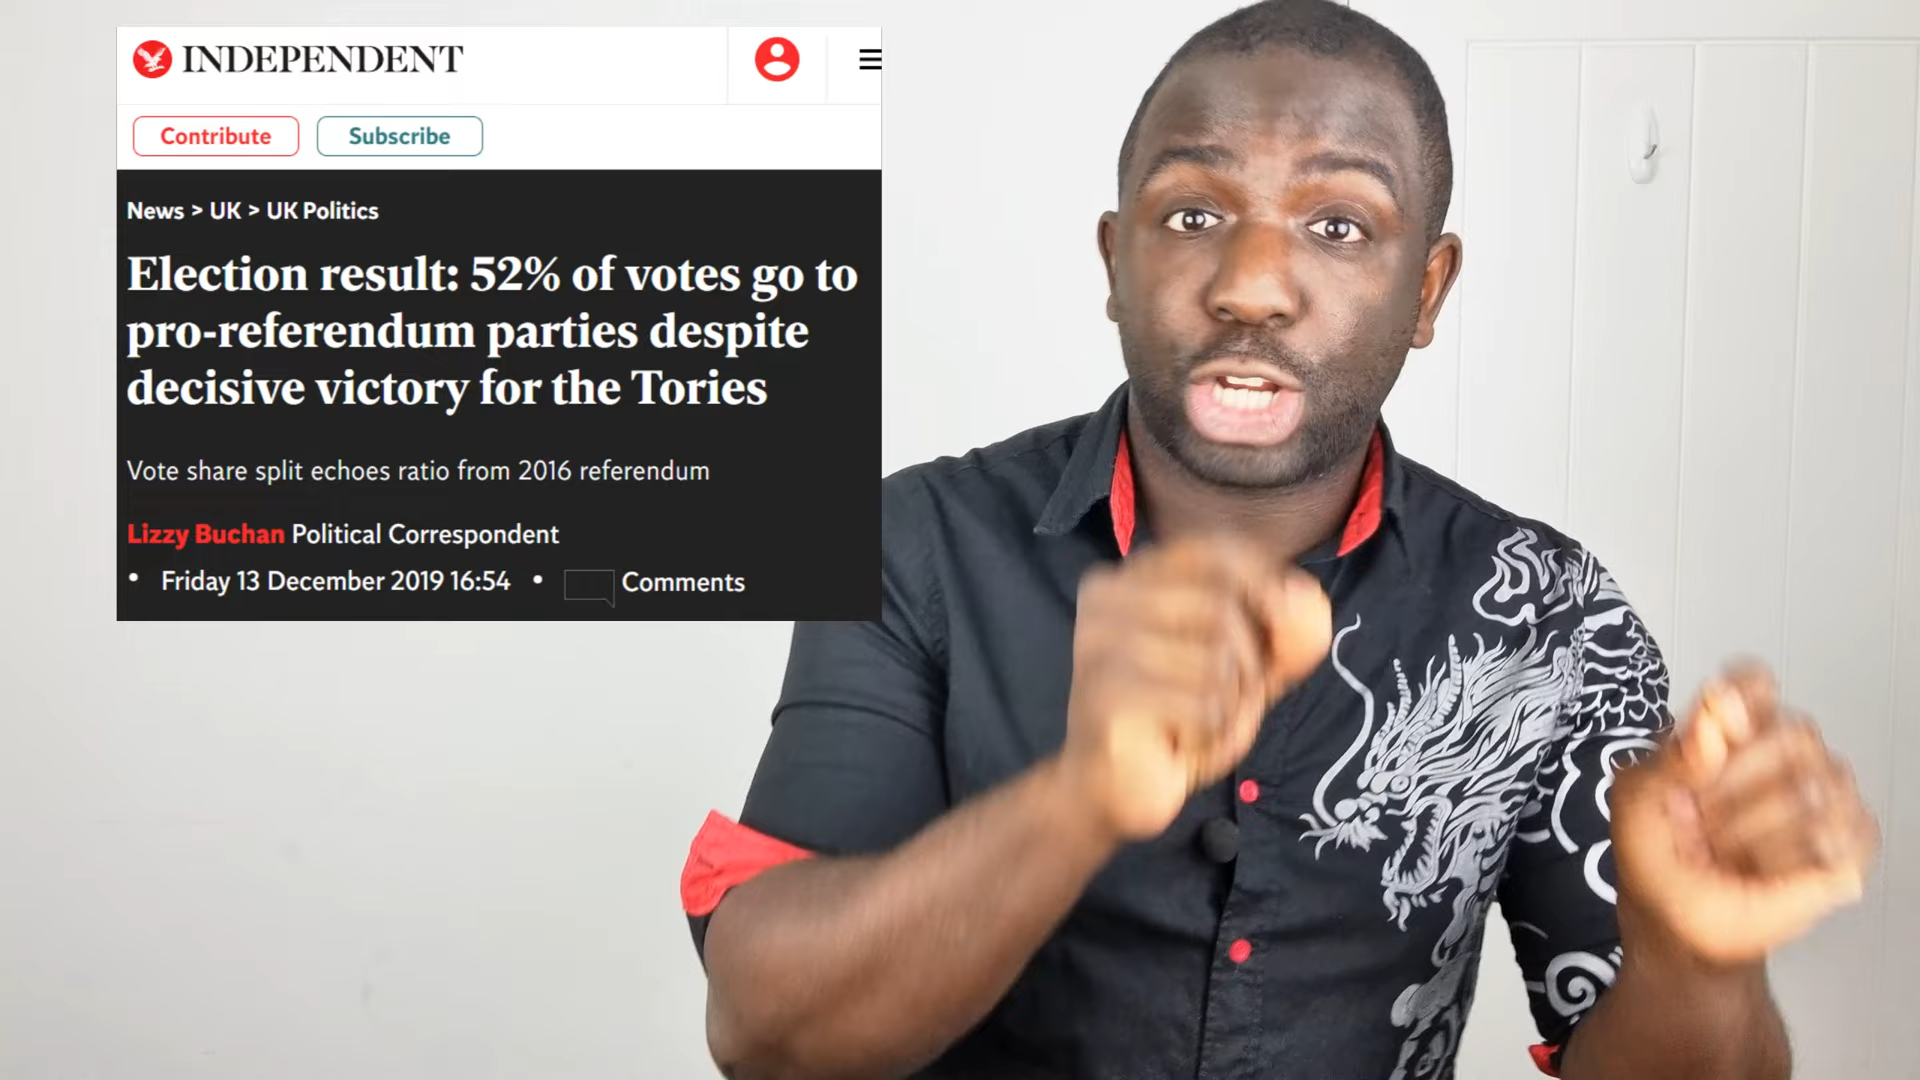 INDEPENDENT
Contribute
Subscribe
News > UK > UK Politics
Election result: 52% of votes go to
pro-referendum parties despite
decisive victory for the Tories
Vote share split echoes ratio from 2016 referendum
Lizzy Buchan Political Correspondent
• Friday 13 December 2019 16:54 • Comments